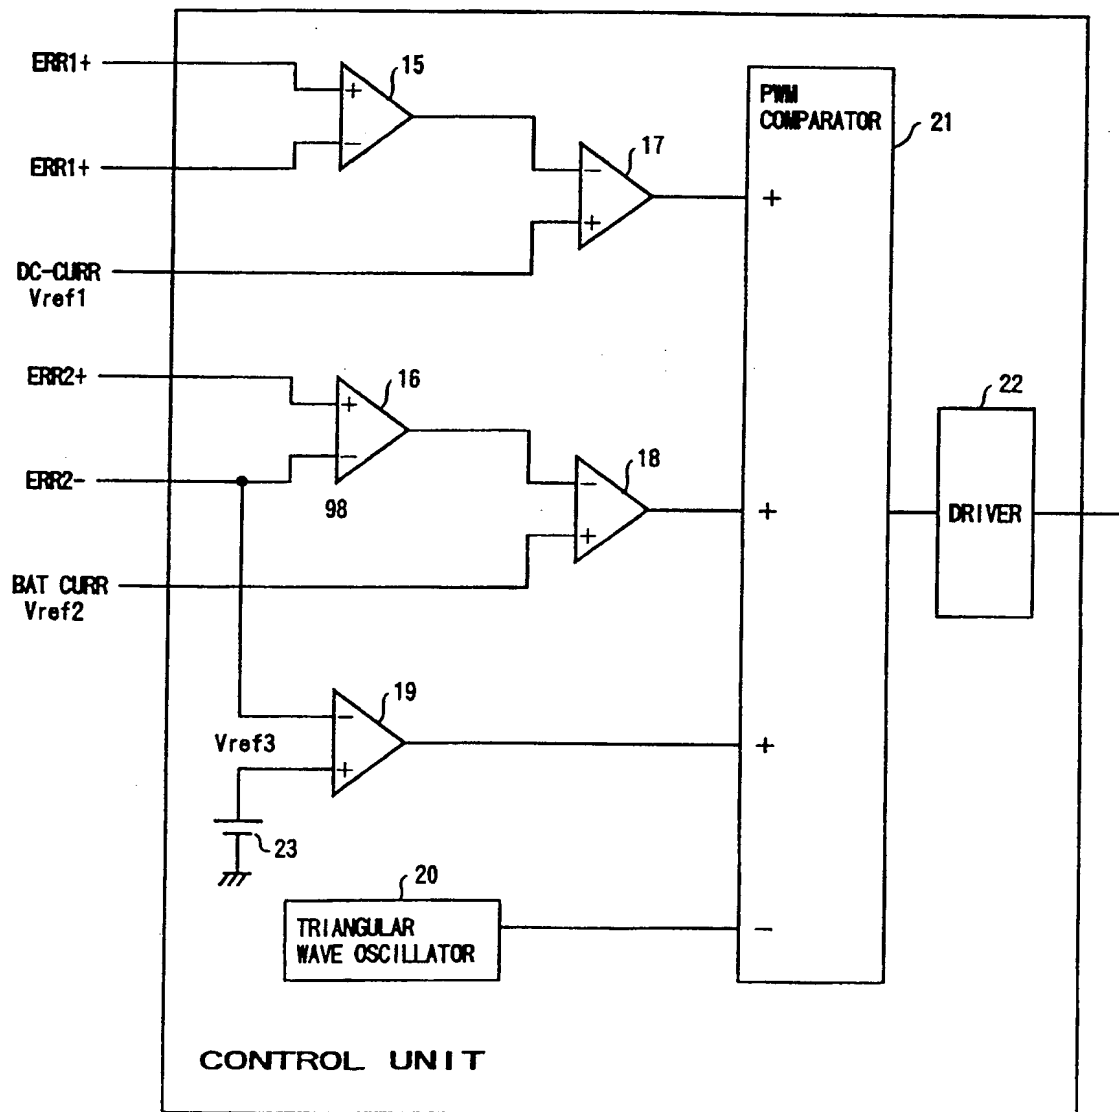 ERR1+
15
PWM
COMPARATOR
21
+
−
ERR1+
17
−
+
+
DC-CURR
Vref1
ERR2+
16
22
+
−
ERR2-
18
98
−
+
+
DRIVER
BAT CURR
Vref2
19
−
Vref3
+
+
23
20
TRIANGULAR
WAVE OSCILLATOR
−
CONTROL UNIT